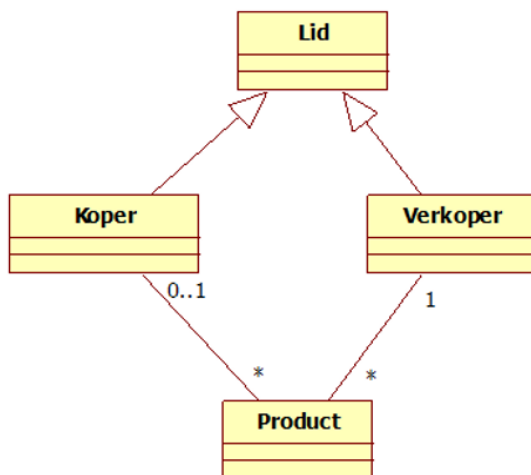 Lid
Koper
Verkoper
0..1
1
*
*
Product